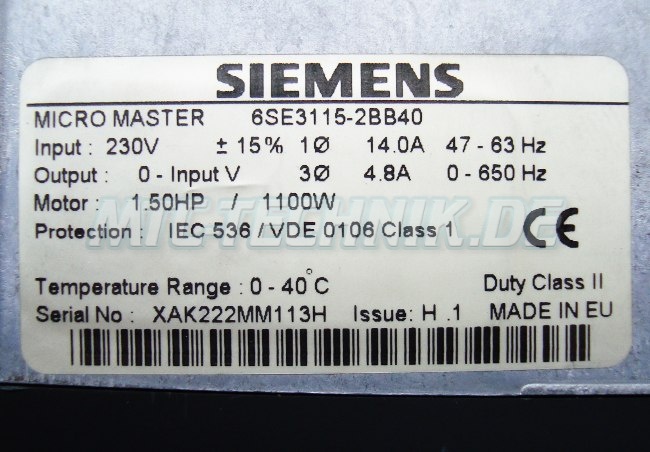 SIEMENS
MICRO MASTER 6SE3115-2BB40
Input : 230V ± 15% 1Ø 14.0A 47 - 63 Hz
Output : 0 - Input V 3Ø 4.8A 0 - 650 Hz
Motor : 1.50HP / 1100W
MICTECHNIK.DE
Protection : IEC 536 / VDE 0106 Class 1 CE
Temperature Range : 0 - 40°C Duty Class II
Serial No : XAK222MM113H Issue: H .1 MADE IN EU